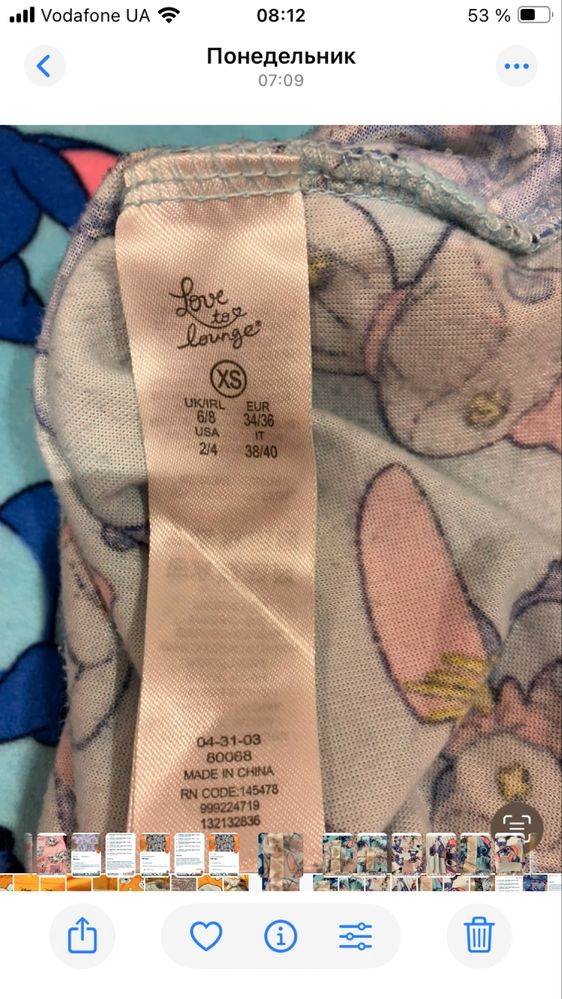 Vodafone UA 08:12 53 %
Понедельник
07:09
Love
to
lounge®
XS
UK/IRL EUR
6/8 34/36
USA IT
2/4 38/40
04-31-03
80068
MADE IN CHINA
RN CODE:145478
999224719
132132836